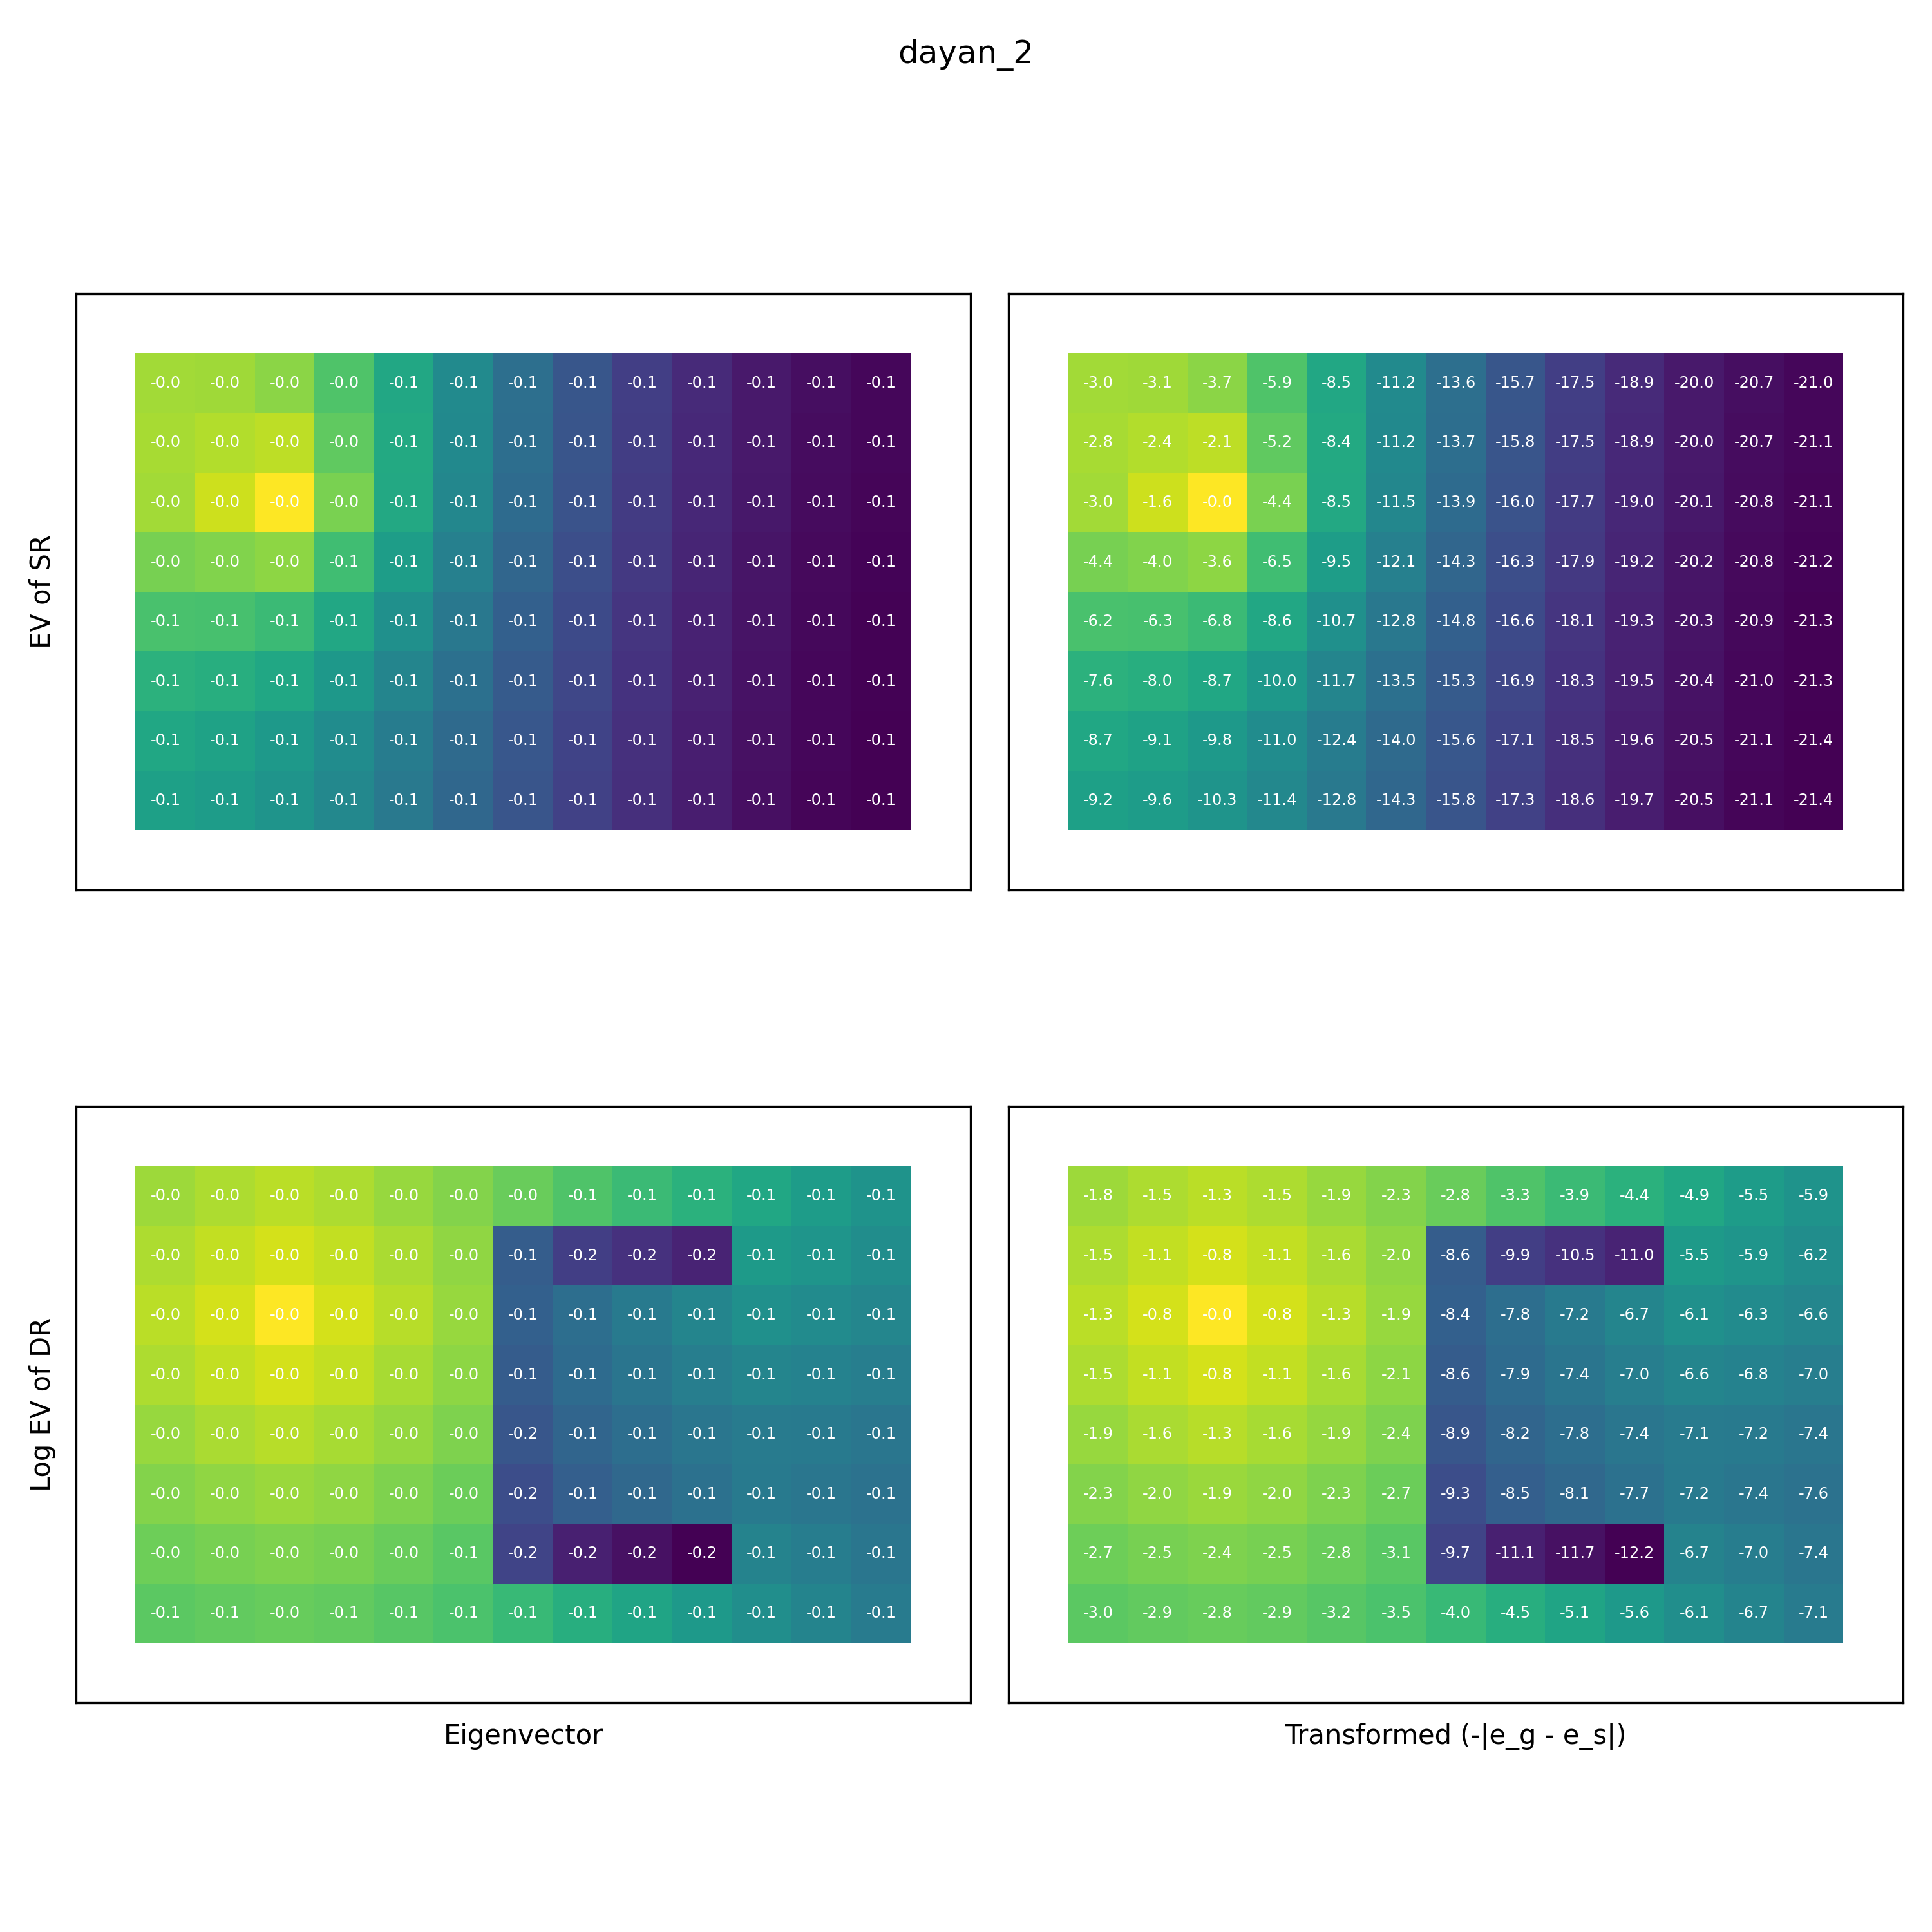 dayan_2
EV of SR
-0.0 -0.0 -0.0 -0.0 -0.1 -0.1 -0.1 -0.1 -0.1 -0.1 -0.1 -0.1 -0.1
-0.0 -0.0 -0.0 -0.0 -0.1 -0.1 -0.1 -0.1 -0.1 -0.1 -0.1 -0.1 -0.1
-0.0 -0.0 -0.0 -0.0 -0.1 -0.1 -0.1 -0.1 -0.1 -0.1 -0.1 -0.1 -0.1
-0.0 -0.0 -0.0 -0.1 -0.1 -0.1 -0.1 -0.1 -0.1 -0.1 -0.1 -0.1 -0.1
-0.1 -0.1 -0.1 -0.1 -0.1 -0.1 -0.1 -0.1 -0.1 -0.1 -0.1 -0.1 -0.1
-0.1 -0.1 -0.1 -0.1 -0.1 -0.1 -0.1 -0.1 -0.1 -0.1 -0.1 -0.1 -0.1
-0.1 -0.1 -0.1 -0.1 -0.1 -0.1 -0.1 -0.1 -0.1 -0.1 -0.1 -0.1 -0.1
-0.1 -0.1 -0.1 -0.1 -0.1 -0.1 -0.1 -0.1 -0.1 -0.1 -0.1 -0.1 -0.1
-3.0 -3.1 -3.7 -5.9 -8.5 -11.2 -13.6 -15.7 -17.5 -18.9 -20.0 -20.7 -21.0
-2.8 -2.4 -2.1 -5.2 -8.4 -11.2 -13.7 -15.8 -17.5 -18.9 -20.0 -20.7 -21.1
-3.0 -1.6 -0.0 -4.4 -8.5 -11.5 -13.9 -16.0 -17.7 -19.0 -20.1 -20.8 -21.1
-4.4 -4.0 -3.6 -6.5 -9.5 -12.1 -14.3 -16.3 -17.9 -19.2 -20.2 -20.8 -21.2
-6.2 -6.3 -6.8 -8.6 -10.7 -12.8 -14.8 -16.6 -18.1 -19.3 -20.3 -20.9 -21.3
-7.6 -8.0 -8.7 -10.0 -11.7 -13.5 -15.3 -16.9 -18.3 -19.5 -20.4 -21.0 -21.3
-8.7 -9.1 -9.8 -11.0 -12.4 -14.0 -15.6 -17.1 -18.5 -19.6 -20.5 -21.1 -21.4
-9.2 -9.6 -10.3 -11.4 -12.8 -14.3 -15.8 -17.3 -18.6 -19.7 -20.5 -21.1 -21.4
Log EV of DR
-0.0 -0.0 -0.0 -0.0 -0.0 -0.0 -0.0 -0.1 -0.1 -0.1 -0.1 -0.1 -0.1
-0.0 -0.0 -0.0 -0.0 -0.0 -0.0 -0.1 -0.2 -0.2 -0.2 -0.1 -0.1 -0.1
-0.0 -0.0 -0.0 -0.0 -0.0 -0.0 -0.1 -0.1 -0.1 -0.1 -0.1 -0.1 -0.1
-0.0 -0.0 -0.0 -0.0 -0.0 -0.0 -0.1 -0.1 -0.1 -0.1 -0.1 -0.1 -0.1
-0.0 -0.0 -0.0 -0.0 -0.0 -0.0 -0.2 -0.1 -0.1 -0.1 -0.1 -0.1 -0.1
-0.0 -0.0 -0.0 -0.0 -0.0 -0.0 -0.2 -0.1 -0.1 -0.1 -0.1 -0.1 -0.1
-0.0 -0.0 -0.0 -0.0 -0.0 -0.1 -0.2 -0.2 -0.2 -0.2 -0.1 -0.1 -0.1
-0.1 -0.1 -0.0 -0.1 -0.1 -0.1 -0.1 -0.1 -0.1 -0.1 -0.1 -0.1 -0.1
Eigenvector
-1.8 -1.5 -1.3 -1.5 -1.9 -2.3 -2.8 -3.3 -3.9 -4.4 -4.9 -5.5 -5.9
-1.5 -1.1 -0.8 -1.1 -1.6 -2.0 -8.6 -9.9 -10.5 -11.0 -5.5 -5.9 -6.2
-1.3 -0.8 -0.0 -0.8 -1.3 -1.9 -8.4 -7.8 -7.2 -6.7 -6.1 -6.3 -6.6
-1.5 -1.1 -0.8 -1.1 -1.6 -2.1 -8.6 -7.9 -7.4 -7.0 -6.6 -6.8 -7.0
-1.9 -1.6 -1.3 -1.6 -1.9 -2.4 -8.9 -8.2 -7.8 -7.4 -7.1 -7.2 -7.4
-2.3 -2.0 -1.9 -2.0 -2.3 -2.7 -9.3 -8.5 -8.1 -7.7 -7.2 -7.4 -7.6
-2.7 -2.5 -2.4 -2.5 -2.8 -3.1 -9.7 -11.1 -11.7 -12.2 -6.7 -7.0 -7.4
-3.0 -2.9 -2.8 -2.9 -3.2 -3.5 -4.0 -4.5 -5.1 -5.6 -6.1 -6.7 -7.1
Transformed (-|e_g - e_s|)